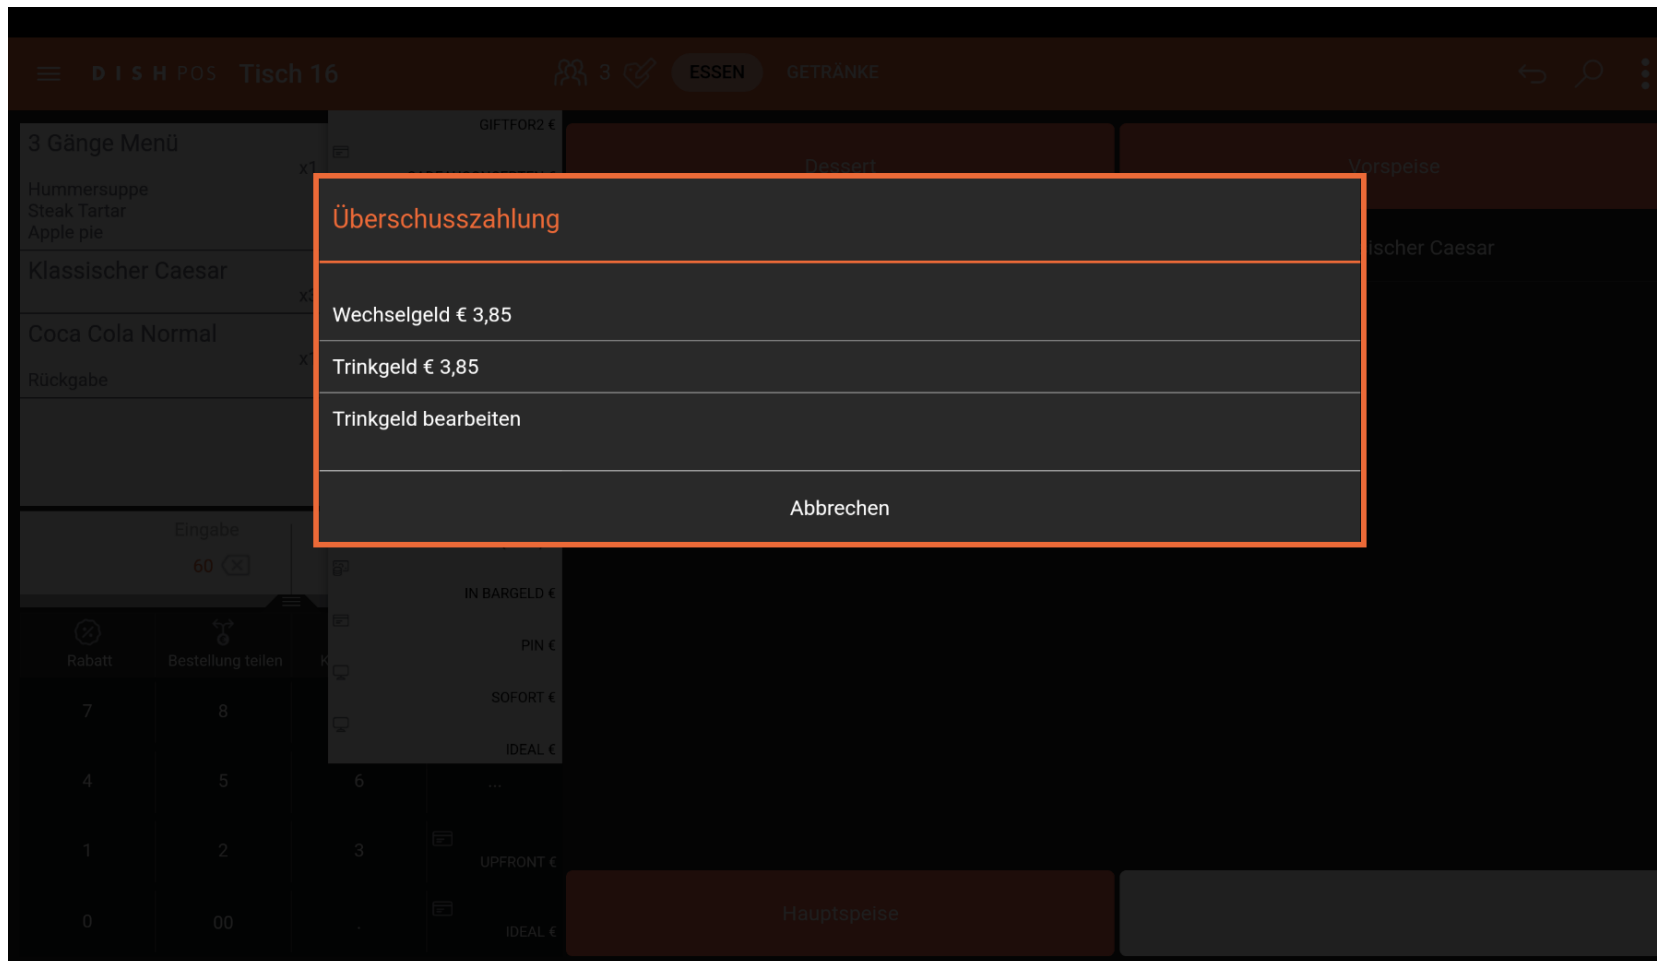 DISH POS Tisch 16
3
ESSEN
GETRÄNKE
3 Gänge Menü
x1
Hummersuppe
Steak Tartar
Apple pie
Klassischer Caesar
Coca Cola Normal
Rückgabe
GIFTFOR2 €
Dessert
Vorspeise
ischer Caesar
Überschusszahlung
Wechselgeld € 3,85
Trinkgeld € 3,85
Trinkgeld bearbeiten
Abbrechen
Eingabe
60
IN BARGELD €
PIN €
SOFORT €
IDEAL €
Rabatt
Bestellung teilen
K
7
8
4
5
6
...
1
2
3
UPFRONT €
0
00
.
IDEAL €
Hauptspeise